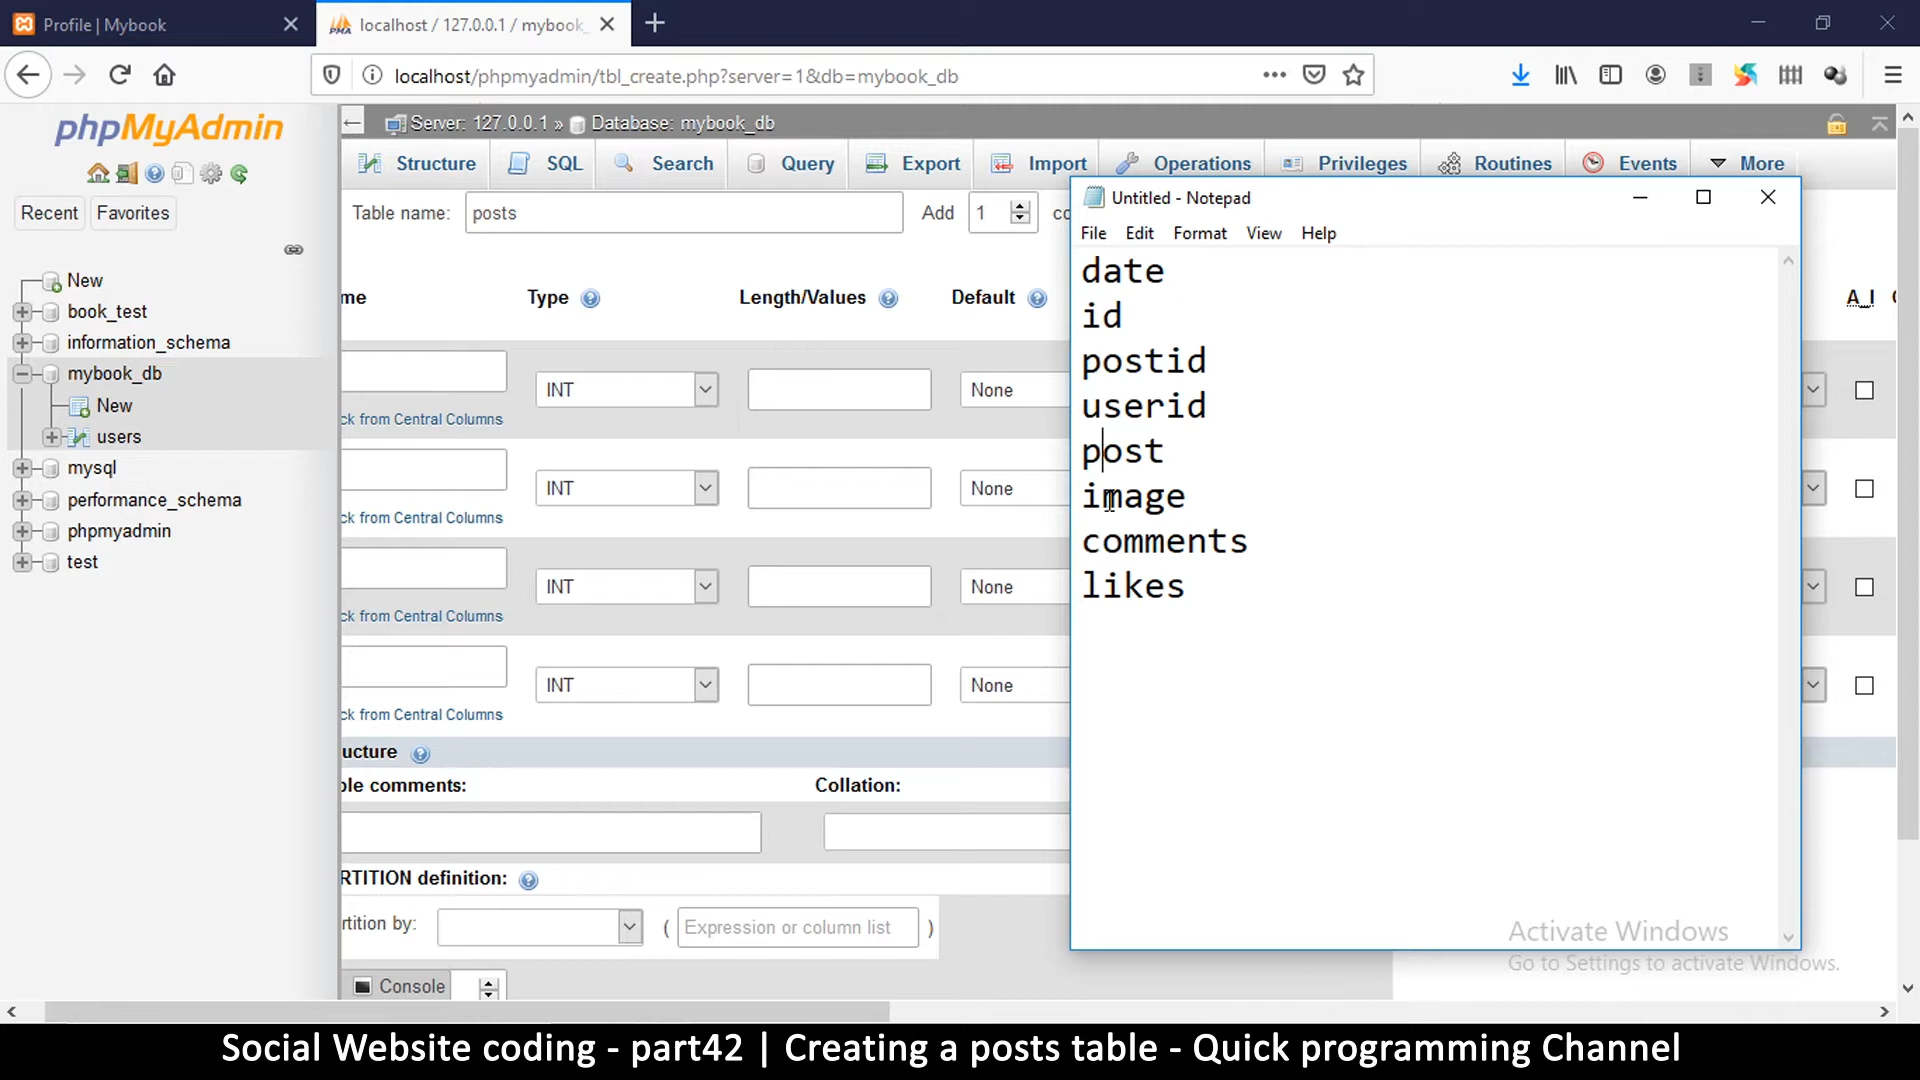 Profile | Mybook
localhost / 127.0.0.1 / mybook_
localhost/phpmyadmin/tbl_create.php?server=1&db=mybook_db
phpMyAdmin
Recent
Favorites
New
book_test
information_schema
mybook_db
New
users
mysql
performance_schema
phpmyadmin
test
Server: 127.0.0.1 » Database: mybook_db
Structure
SQL
Search
Query
Export
Import
Operations
Privileges
Routines
Events
More
Table name:
posts
Add
1
co
me
Type
Length/Values
Default
A_I
C
INT
None
ck from Central Columns
INT
None
ck from Central Columns
INT
None
ck from Central Columns
INT
None
ck from Central Columns
ucture
ble comments:
Collation:
RTITION definition:
rtition by:
( Expression or column list )
Console
Untitled - Notepad
File Edit Format View Help
date
id
postid
userid
post
image
comments
likes
Activate Windows
Go to Settings to activate Windows.
Social Website coding - part42 | Creating a posts table - Quick programming Channel